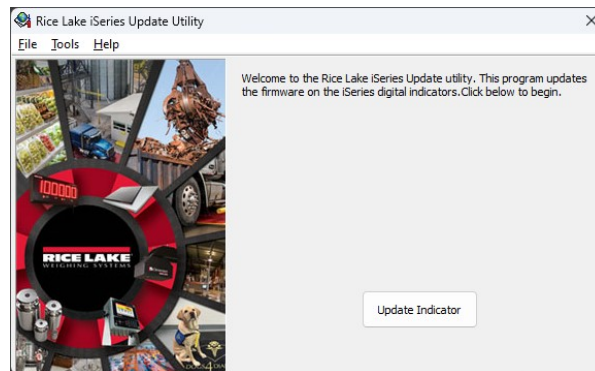 Rice Lake iSeries Update Utility
File Tools Help
Welcome to the Rice Lake iSeries Update utility. This program updates
the firmware on the iSeries digital indicators.Click below to begin.
100000
RICE LAKE
WEIGHING SYSTEMS
Update Indicator